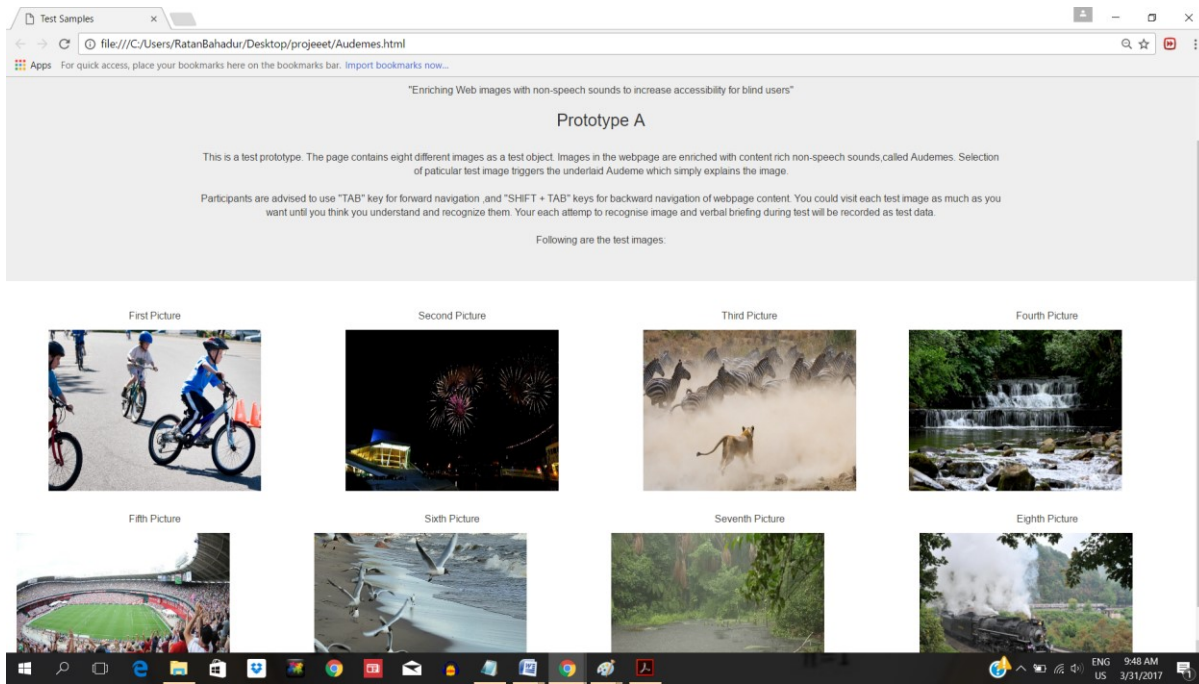 Test Samples
file:///C:/Users/RatanBahadur/Desktop/projeeet/Audemes.html
Apps For quick access, place your bookmarks here on the bookmarks bar. Import bookmarks now...
"Enriching Web images with non-speech sounds to increase accessibility for blind users"
Prototype A
This is a test prototype. The page contains eight different images as a test object. Images in the webpage are enriched with content rich non-speech sounds,called Audemes. Selection
of paticular test image triggers the underlaid Audeme which simply explains the image.
Participants are advised to use "TAB" key for forward navigation ,and "SHIFT + TAB" keys for backward navigation of webpage content. You could visit each test image as much as you
want until you think you understand and recognize them. Your each attemp to recognise image and verbal briefing during test will be recorded as test data.
Following are the test images:
First Picture Second Picture Third Picture Fourth Picture
Fifth Picture Sixth Picture Seventh Picture Eighth Picture
ENG 9:48 AM
US 3/31/2017